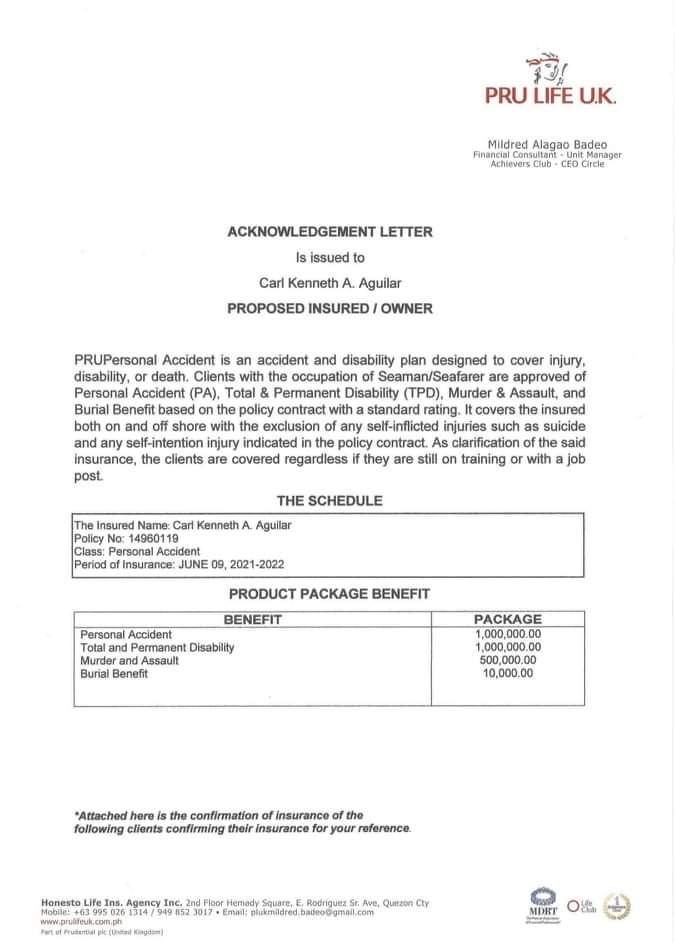 PRU LIFE U.K.
Mildred Alagao Badeo
Financial Consultant - Unit Manager
Achievers Club - CEO Circle
ACKNOWLEDGEMENT LETTER
Is issued to
Carl Kenneth A. Aguilar
PROPOSED INSURED / OWNER
PRUPersonal Accident is an accident and disability plan designed to cover injury,
disability, or death. Clients with the occupation of Seaman/Seafarer are approved of
Personal Accident (PA), Total & Permanent Disability (TPD), Murder & Assault, and
Burial Benefit based on the policy contract with a standard rating. It covers the insured
both on and off shore with the exclusion of any self-inflicted injuries such as suicide
and any self-intention injury indicated in the policy contract. As clarification of the said
insurance, the clients are covered regardless if they are still on training or with a job
post.
THE SCHEDULE
The Insured Name: Carl Kenneth A. Aguilar
Policy No: 14960119
Class: Personal Accident
Period of Insurance: JUNE 09, 2021-2022
PRODUCT PACKAGE BENEFIT
BENEFIT PACKAGE
Personal Accident 1,000,000.00
Total and Permanent Disability 1,000,000.00
Murder and Assault 500,000.00
Burial Benefit 10,000.00
*Attached here is the confirmation of insurance of the
following clients confirming their insurance for your reference.
Honesto Life Ins. Agency Inc. 2nd Floor Hemady Square, E. Rodriguez Sr. Ave, Quezon Cty
Mobile: +63 995 026 1314 / 949 852 3017 • Email: plukmildred.badeo@gmail.com
www.prulifeuk.com.ph
Part of Prudential plc (United Kingdom)
MDRT
Life
Club